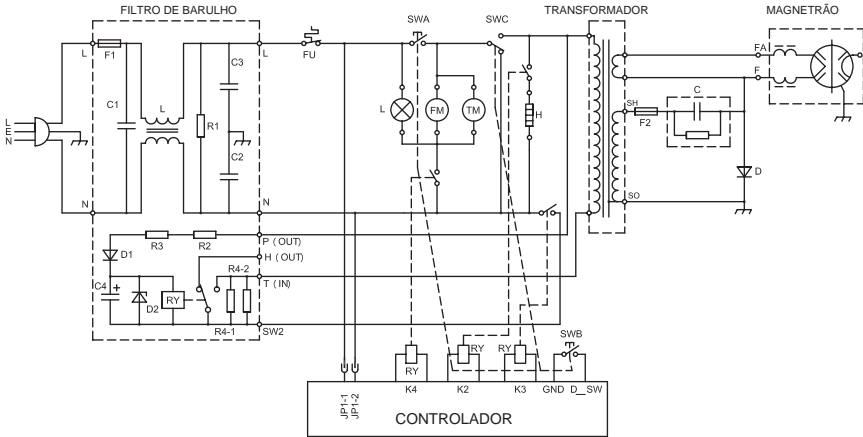 FILTRO DE BARULHO
SWA
SWC
TRANSFORMADOR
MAGNETRÃO
L
F1
L
FU
FA
F
C1
L
R1
C3
C2
L
FM
TM
H
SH
F2
C
D
SO
L
E
N
N
N
R3
R2
P ( OUT)
D1
H ( OUT)
R4-2
T ( IN)
C4
+
D2
RY
R4-1
SW2
SWB
RY
RY
RY
K4
K2
K3
GND
D__SW
JP1-1
JP1-2
CONTROLADOR